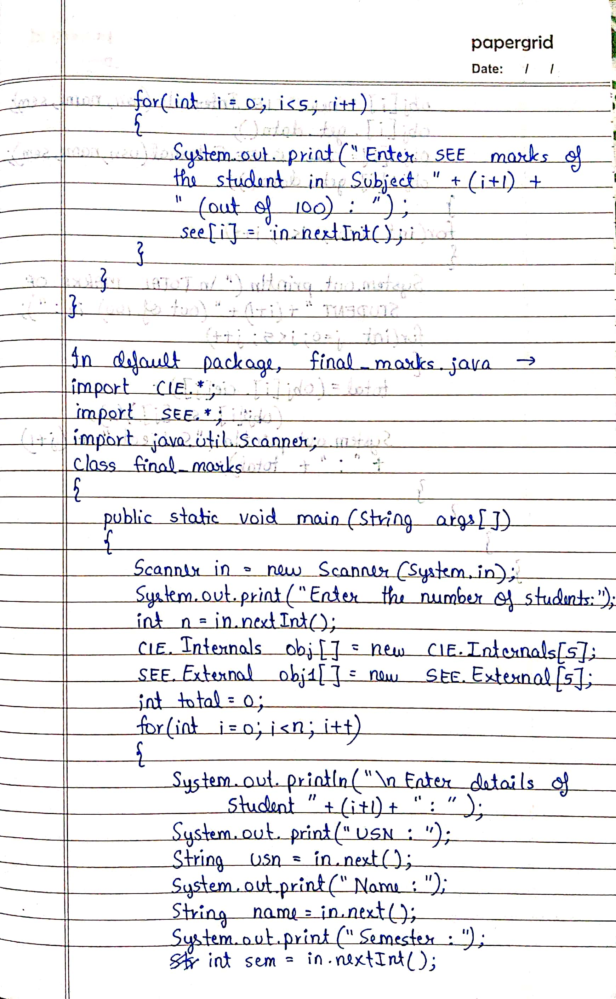 papergrid
Date: / /
for(int i = 0; i<5; i++)
{
System.out.print("Enter SEE marks of
the student in Subject " + (i+1) +
" (out of 100) : ");
see[i] = in.nextInt();
}
}
}
In default package, final_marks.java →
import CIE.*;
import SEE.*;
import java.util.Scanner;
class final_marks
{
public static void main(String args[])
{
Scanner in = new Scanner(System.in);
System.out.print("Enter the number of students:");
int n = in.nextInt();
CIE.Internals obj[] = new CIE.Internals[5];
SEE.External obj1[] = new SEE.External[5];
int total = 0;
for(int i=0; i<n; i++)
{
System.out.println("\n Enter details of
Student " + (i+1) + " : ");
System.out.print("USN : ");
String usn = in.next();
System.out.print("Name : ");
String name = in.next();
System.out.print("Semester : ");
int sem = in.nextInt();